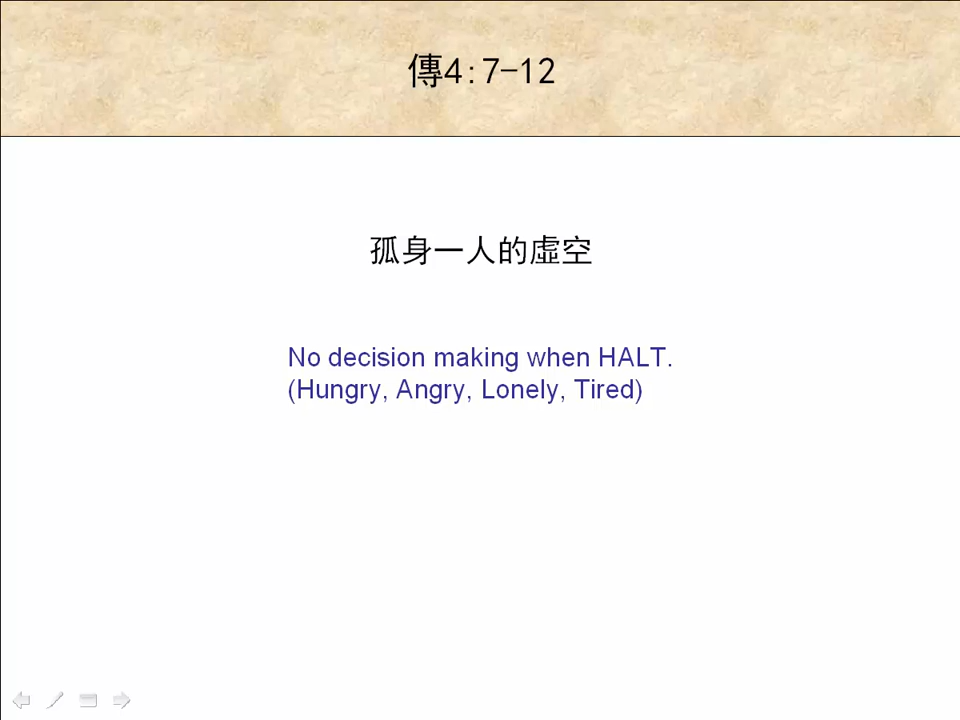 傳4:7-12
孤身一人的虛空
No decision making when HALT.
(Hungry, Angry, Lonely, Tired)